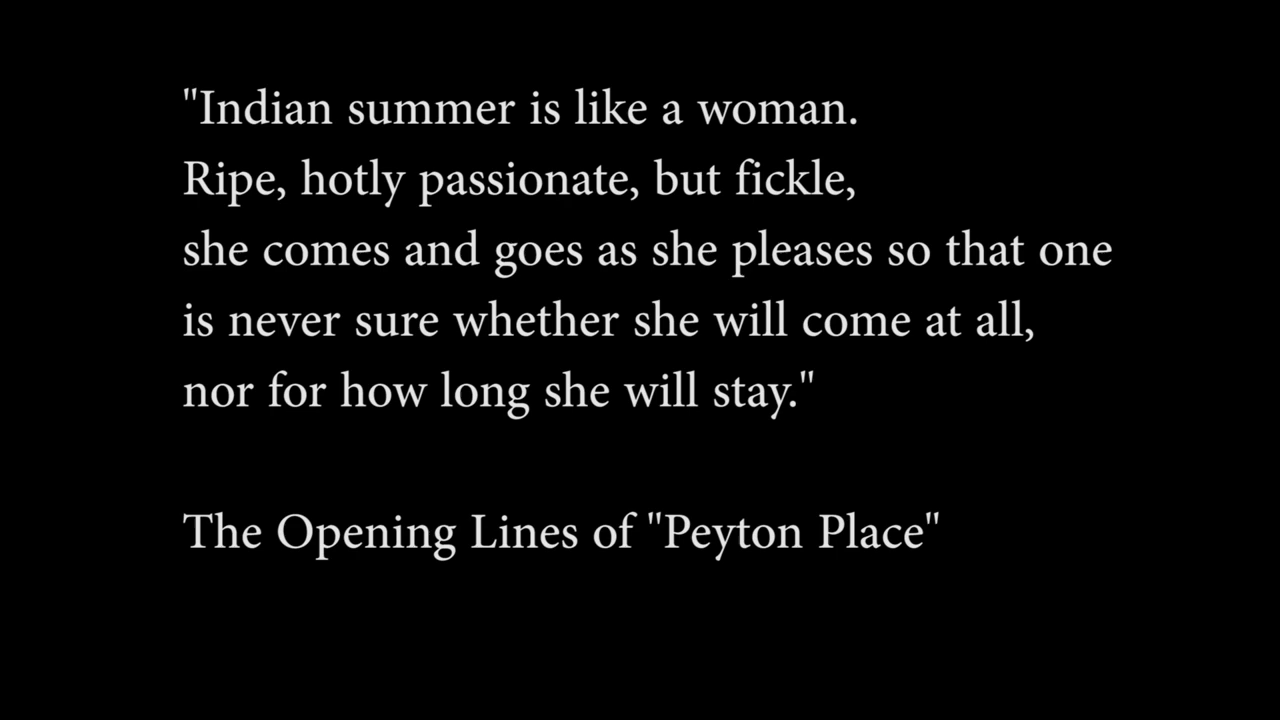 "Indian summer is like a woman.
Ripe, hotly passionate, but fickle,
she comes and goes as she pleases so that one
is never sure whether she will come at all,
nor for how long she will stay."
The Opening Lines of "Peyton Place"